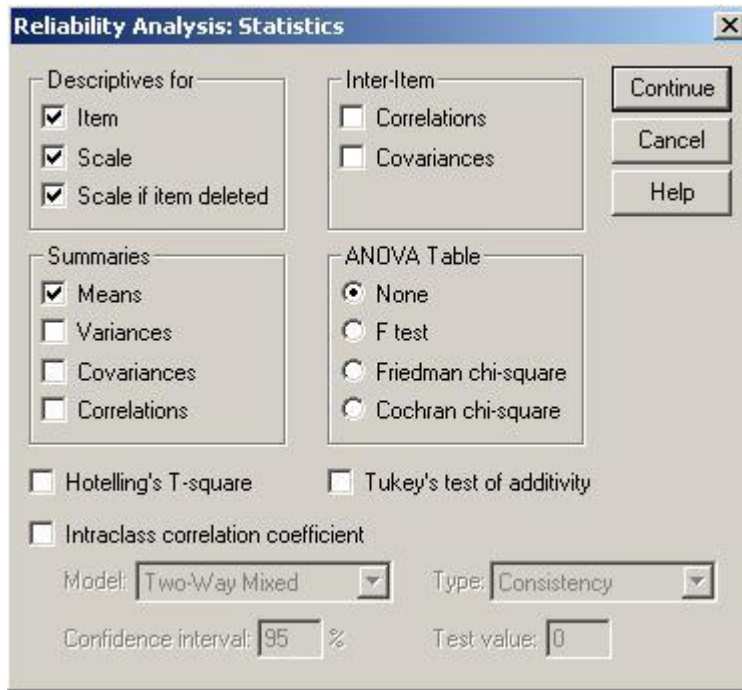 Reliability Analysis: Statistics
Descriptives for
Item
Scale
Scale if item deleted
Inter-Item
Correlations
Covariances
Continue
Cancel
Help
Summaries
Means
Variances
Covariances
Correlations
ANOVA Table
None
F test
Friedman chi-square
Cochran chi-square
Hotelling's T-square
Tukey's test of additivity
Intraclass correlation coefficient
Model: Two-Way Mixed
Type: Consistency
Confidence interval: 95 %
Test value: 0